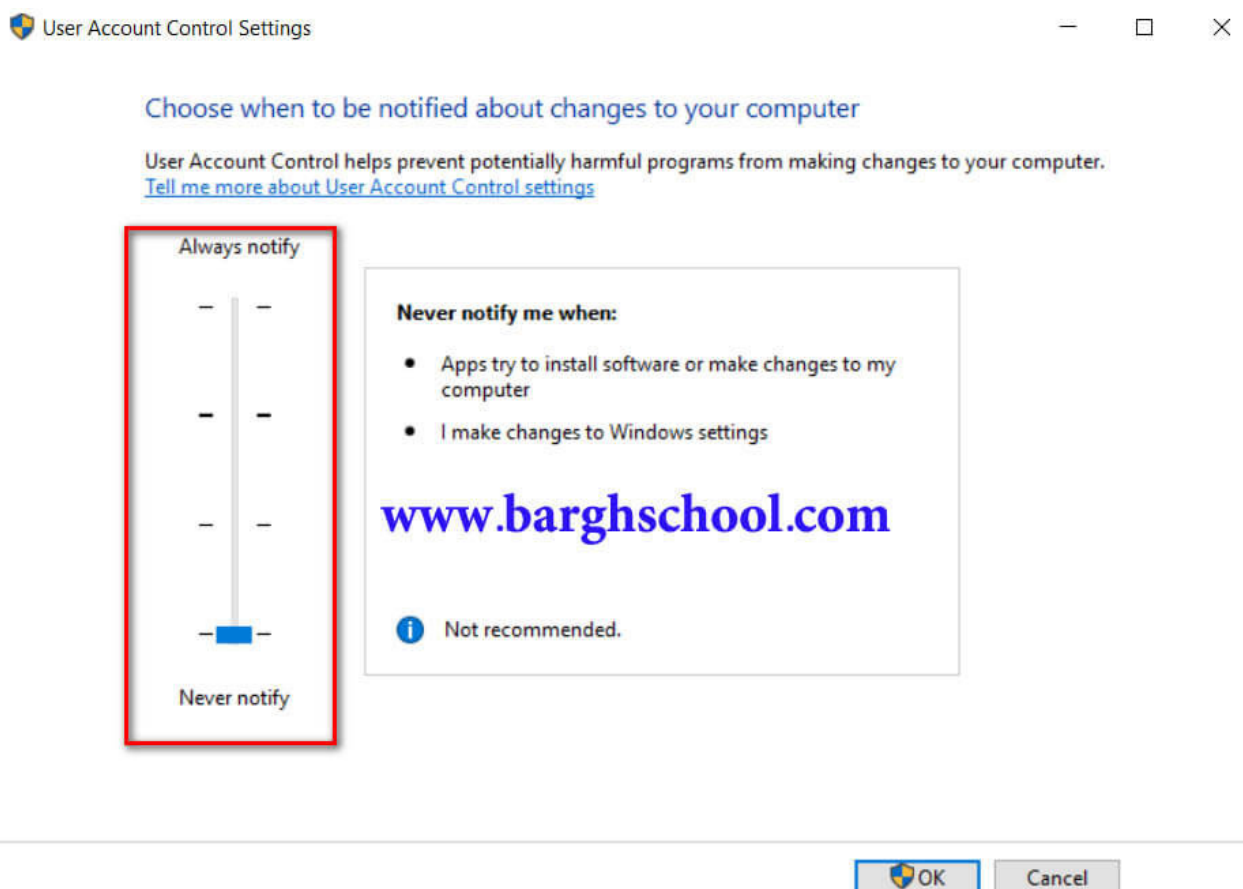 User Account Control Settings
Choose when to be notified about changes to your computer
User Account Control helps prevent potentially harmful programs from making changes to your computer.
Tell me more about User Account Control settings
Always notify
Never notify me when:
• Apps try to install software or make changes to my
computer
• I make changes to Windows settings
www.barghschool.com
Not recommended.
Never notify
OK
Cancel